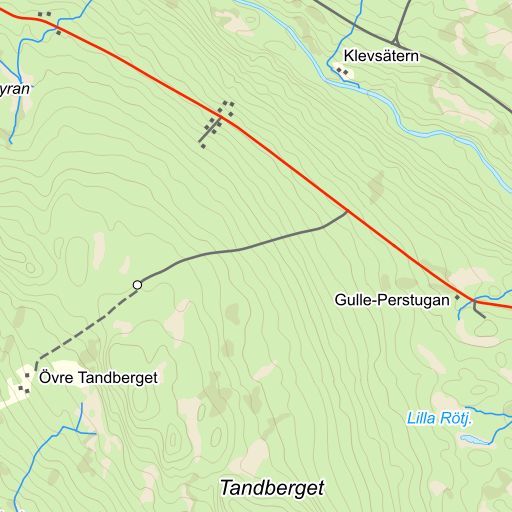 Klevsätern
yran
Gulle-Perstugan
Övre Tandberget
Lilla Rötj.
Tandberget